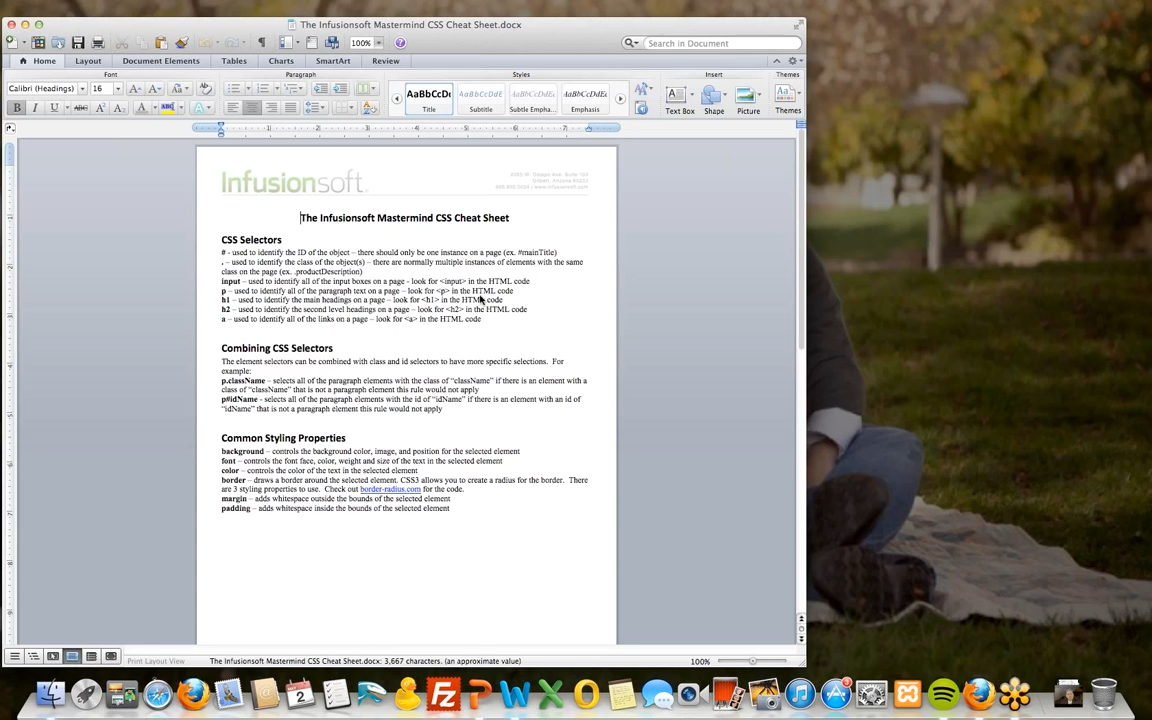 The Infusionsoft Mastermind CSS Cheat Sheet.docx
100%
Search in Document
Home Layout Document Elements Tables Charts SmartArt Review
Font Paragraph Styles Insert Themes
Calibri (Headings) 16
AaBbCcDc AaBbCcDdE AaBbCcDdEe AaBbCcDdEe
Title Subtitle Subtle Empha... Emphasis
Text Box Shape Picture Themes
Infusionsoft
The Infusionsoft Mastermind CSS Cheat Sheet
CSS Selectors
# - used to identify the ID of the object – there should only be one instance on a page (ex. #mainTitle)
. – used to identify the class of the object(s) – there are normally multiple instances of elements with the same
class on the page (ex. .productDescription)
input – used to identify all of the input boxes on a page - look for <input> in the HTML code
p – used to identify all of the paragraph text on a page – look for <p> in the HTML code
h1 – used to identify the main headings on a page – look for <h1> in the HTML code
h2 – used to identify the second level headings on a page – look for <h2> in the HTML code
a – used to identify all of the links on a page – look for <a> in the HTML code
Combining CSS Selectors
The element selectors can be combined with class and id selectors to have more specific selections. For
example:
p.className – selects all of the paragraph elements with the class of “className” if there is an element with a
class of “className” that is not a paragraph element this rule would not apply
p#idName - selects all of the paragraph elements with the id of “idName” if there is an element with an id of
“idName” that is not a paragraph element this rule would not apply
Common Styling Properties
background – controls the background color, image, and position for the selected element
font – controls the font face, color, weight and size of the text in the selected element
color – controls the color of the text in the selected element
border – draws a border around the selected element. CSS3 allows you to create a radius for the border. There
are 3 styling properties to use. Check out border-radius.com for the code.
margin – adds whitespace outside the bounds of the selected element
padding – adds whitespace inside the bounds of the selected element
Print Layout View The Infusionsoft Mastermind CSS Cheat Sheet.docx: 3,667 characters. (an approximate value) 100%